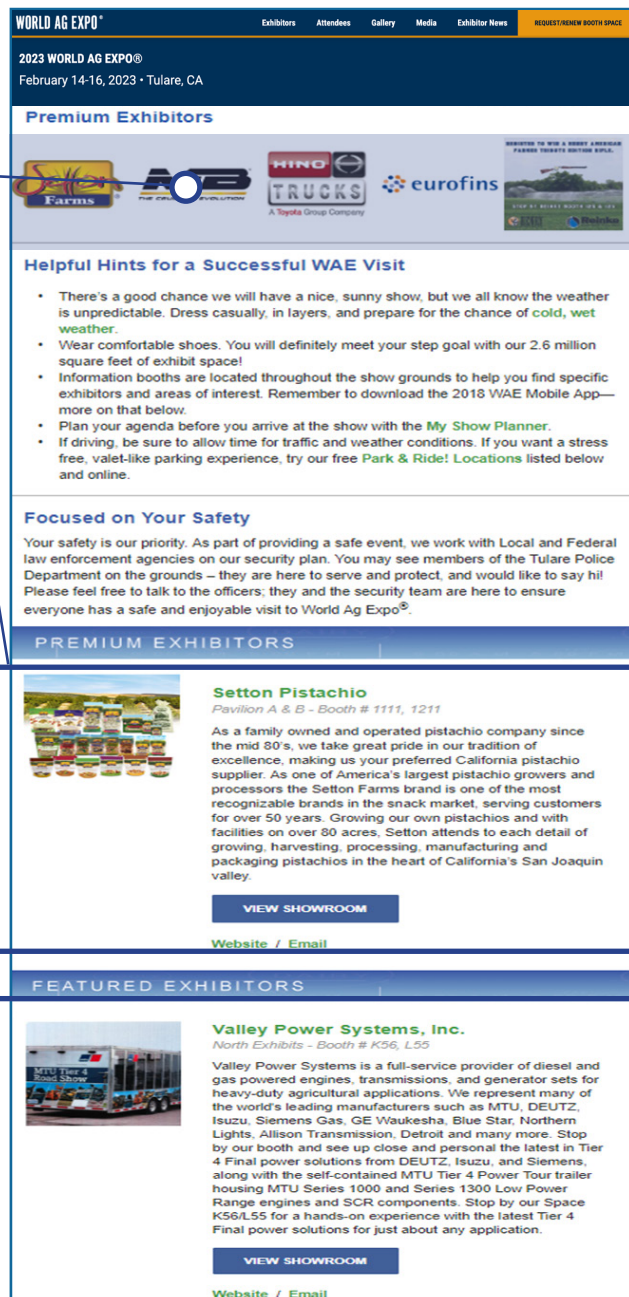 WORLD AG EXPO®
Exhibitors Attendees Gallery Media Exhibitor News REQUEST/RENEW BOOTH SPACE
2023 WORLD AG EXPO®
February 14-16, 2023 • Tulare, CA
Premium Exhibitors
Setton
Farms
HINO
TRUCKS
A Toyota Group Company
eurofins
REGISTER TO WIN A HENRY AMERICAN
FARMER TRIBUTE EDITION RIFLE.
Reinke
Helpful Hints for a Successful WAE Visit
• There's a good chance we will have a nice, sunny show, but we all know the weather
is unpredictable. Dress casually, in layers, and prepare for the chance of cold, wet
weather.
• Wear comfortable shoes. You will definitely meet your step goal with our 2.6 million
square feet of exhibit space!
• Information booths are located throughout the show grounds to help you find specific
exhibitors and areas of interest. Remember to download the 2018 WAE Mobile App—
more on that below.
• Plan your agenda before you arrive at the show with the My Show Planner.
• If driving, be sure to allow time for traffic and weather conditions. If you want a stress
free, valet-like parking experience, try our free Park & Ride! Locations listed below
and online.
Focused on Your Safety
Your safety is our priority. As part of providing a safe event, we work with Local and Federal
law enforcement agencies on our security plan. You may see members of the Tulare Police
Department on the grounds – they are here to serve and protect, and would like to say hi!
Please feel free to talk to the officers; they and the security team are here to ensure
everyone has a safe and enjoyable visit to World Ag Expo®.
PREMIUM EXHIBITORS
Setton Pistachio
Pavilion A & B - Booth # 1111, 1211
As a family owned and operated pistachio company since
the mid 80's, we take great pride in our tradition of
excellence, making us your preferred California pistachio
supplier. As one of America's largest pistachio growers and
processors the Setton Farms brand is one of the most
recognizable brands in the snack market, serving customers
for over 50 years. Growing our own pistachios and with
facilities on over 80 acres, Setton attends to each detail of
growing, harvesting, processing, manufacturing and
packaging pistachios in the heart of California's San Joaquin
valley.
VIEW SHOWROOM
Website / Email
FEATURED EXHIBITORS
MTU Tier 4
Road Show
Valley Power Systems, Inc.
North Exhibits - Booth # K56, L55
Valley Power Systems is a full-service provider of diesel and
gas powered engines, transmissions, and generator sets for
heavy-duty agricultural applications. We represent many of
the world's leading manufacturers such as MTU, DEUTZ,
Isuzu, Siemens Gas, GE Waukesha, Blue Star, Northern
Lights, Allison Transmission, Detroit and many more. Stop
by our booth and see up close and personal the latest in Tier
4 Final power solutions from DEUTZ, Isuzu, and Siemens,
along with the self-contained MTU Tier 4 Power Tour trailer
housing MTU Series 1000 and Series 1300 Low Power
Range engines and SCR components. Stop by our Space
K56/L55 for a hands-on experience with the latest Tier 4
Final power solutions for just about any application.
VIEW SHOWROOM
Website / Email